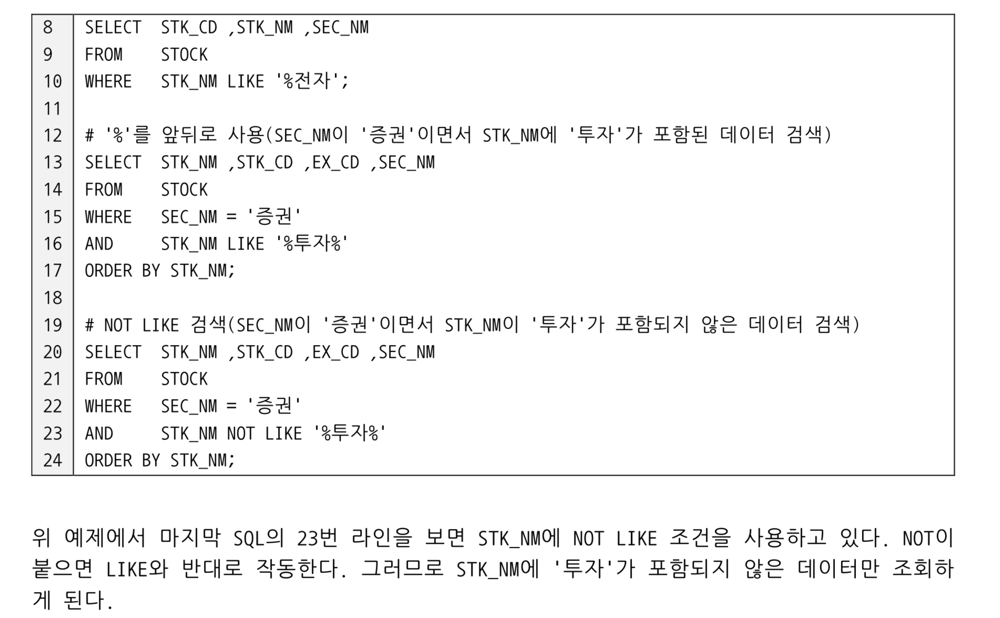 8 SELECT STK_CD ,STK_NM ,SEC_NM
9 FROM STOCK
10 WHERE STK_NM LIKE '%전자';
11
12 # '%'를 앞뒤로 사용(SEC_NM이 '증권'이면서 STK_NM에 '투자'가 포함된 데이터 검색)
13 SELECT STK_NM ,STK_CD ,EX_CD ,SEC_NM
14 FROM STOCK
15 WHERE SEC_NM = '증권'
16 AND STK_NM LIKE '%투자%'
17 ORDER BY STK_NM;
18
19 # NOT LIKE 검색(SEC_NM이 '증권'이면서 STK_NM이 '투자'가 포함되지 않은 데이터 검색)
20 SELECT STK_NM ,STK_CD ,EX_CD ,SEC_NM
21 FROM STOCK
22 WHERE SEC_NM = '증권'
23 AND STK_NM NOT LIKE '%투자%'
24 ORDER BY STK_NM;
위 예제에서 마지막 SQL의 23번 라인을 보면 STK_NM에 NOT LIKE 조건을 사용하고 있다. NOT이
붙으면 LIKE와 반대로 작동한다. 그러므로 STK_NM에 '투자'가 포함되지 않은 데이터만 조회하
게 된다.